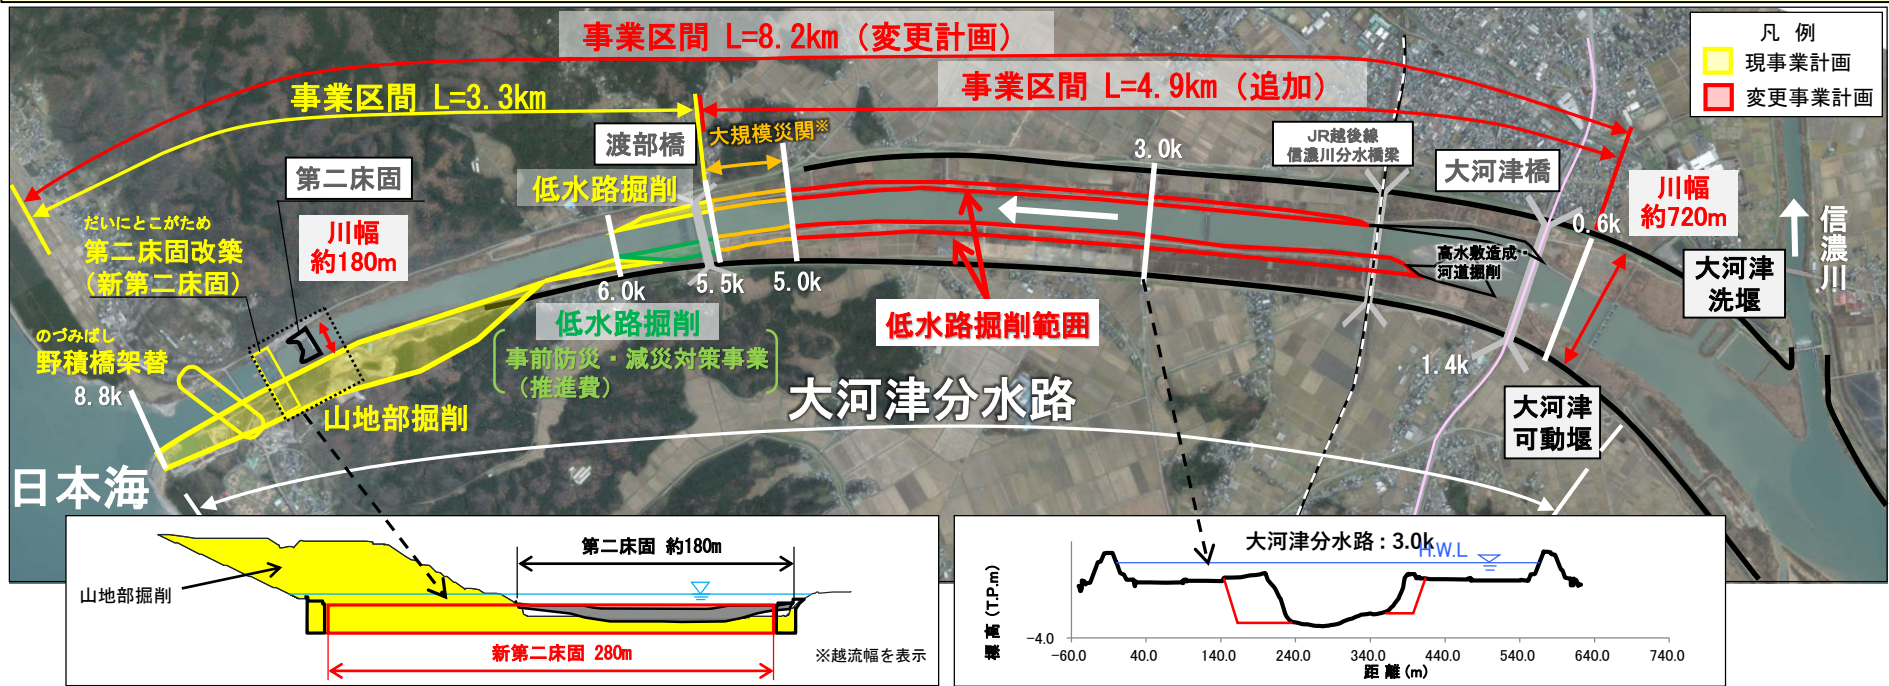 事業区間 L=8.2km（変更計画）
事業区間 L=4.9km（追加）
事業区間 L=3.3km
凡 例
現事業計画
変更事業計画
大規模災関※
渡部橋
3.0k
JR越後線
信濃川分水橋梁
大河津橋
第二床固
低水路掘削
川幅
約720m
0.6k
信濃川
だいにとこがため
第二床固改築
（新第二床固）
川幅
約180m
高水敷造成・
河道掘削
大河津
洗堰
6.0k
5.5k
5.0k
低水路掘削
事前防災・減災対策事業
（推進費）
低水路掘削範囲
のづみばし
野積橋架替
8.8k
1.4k
山地部掘削
大河津分水路
大河津
可動堰
日本海
第二床固 約180m
山地部掘削
新第二床固 280m
※越流幅を表示
大河津分水路：3.0k
H.W.L
標高(T.P.m)
-4.0
-60.0 40.0 140.0 240.0 340.0 440.0 540.0 640.0 740.0
距離(m)